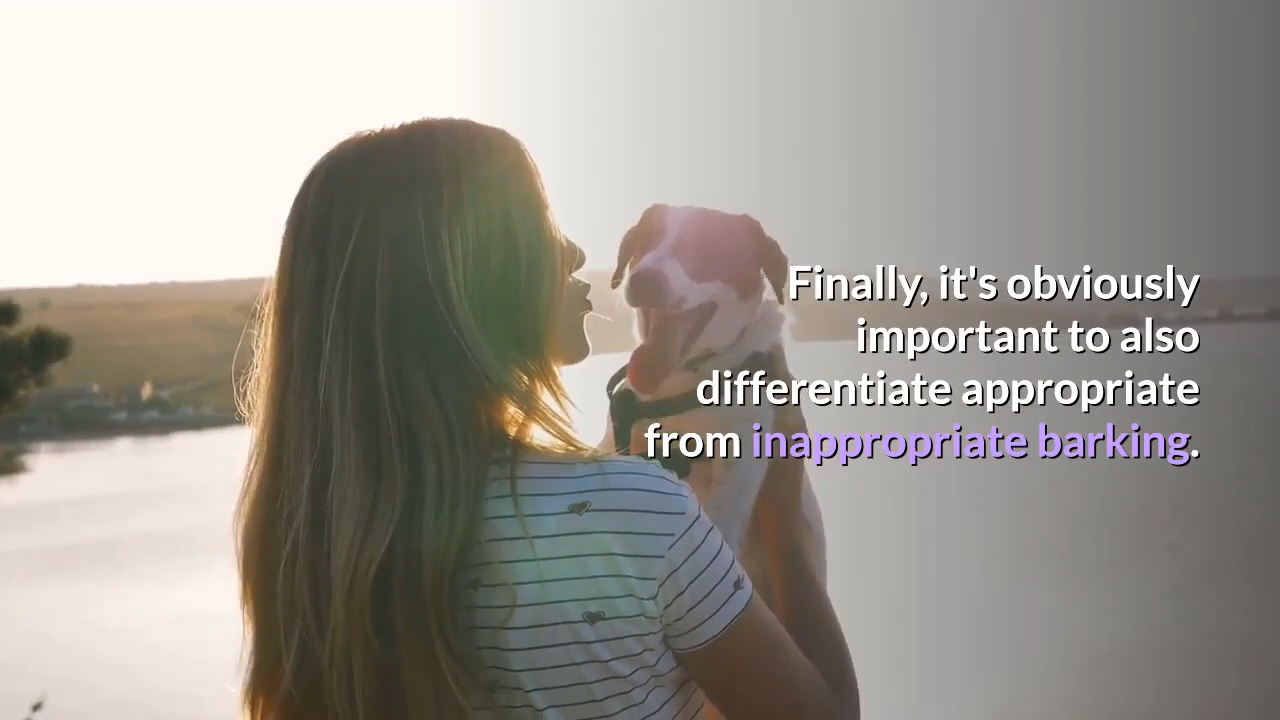 Finally, it's obviously
important to also
differentiate appropriate
from inappropriate barking.